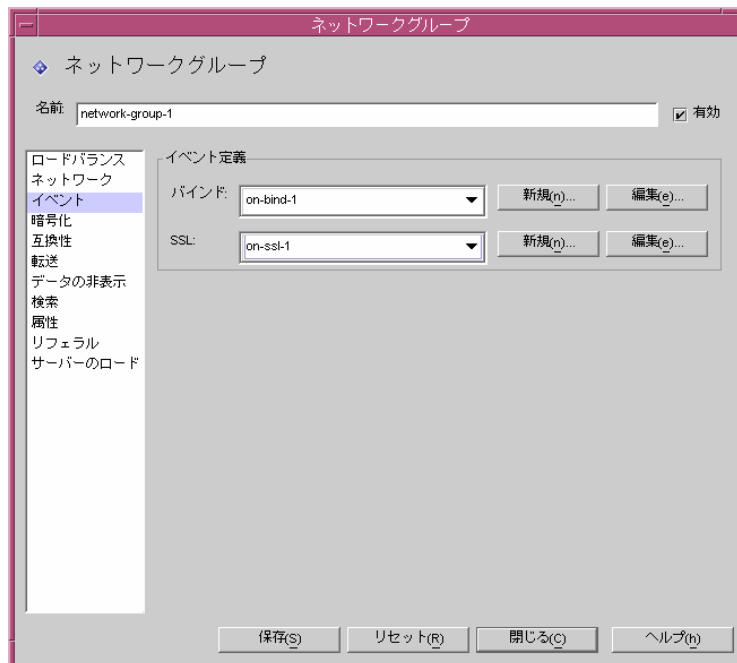 ネットワークグループ
ネットワークグループ
名前: network-group-1 有効
ロードバランス
ネットワーク
イベント
暗号化
互換性
転送
データの非表示
検索
属性
リフェラル
サーバーのロード
イベント定義
バインド: on-bind-1 新規(n)... 編集(e)...
SSL: on-ssl-1 新規(n)... 編集(e)...
保存(S) リセット(R) 閉じる(C) ヘルプ(h)